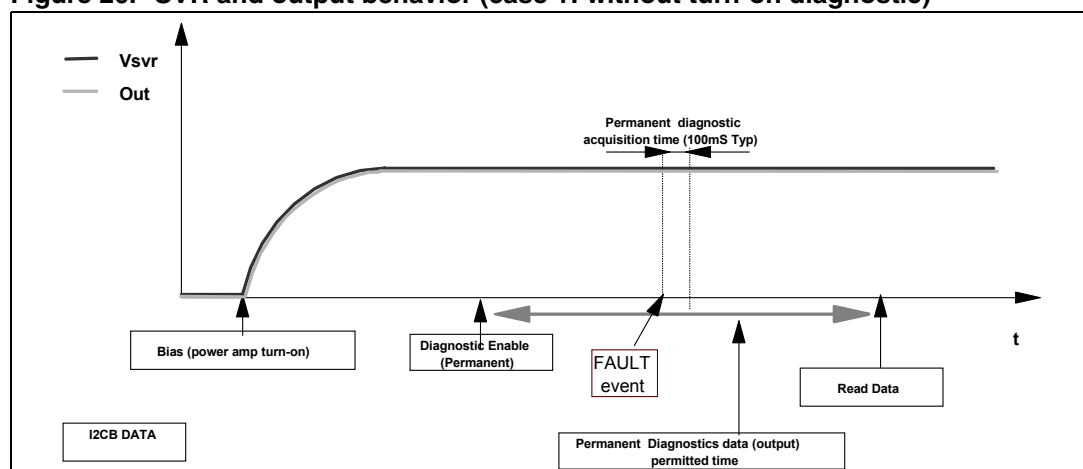 Vsvr
Out
Permanent diagnostic
acquisition time (100mS Typ)
t
Bias (power amp turn-on)
Diagnostic Enable
(Permanent)
FAULT
event
Read Data
I2CB DATA
Permanent Diagnostics data (output)
permitted time